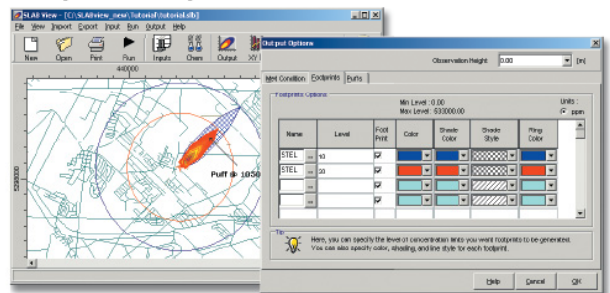 SLAB View - [C:\SLABview_new\Tutorial\tutorial.slb]
File View Import Export Input Run Output Help
New Open Print Run Inputs Chem Output XY
440000
Puff @ 1050
Output Options
Observation Height 0.00 [m]
Met Condition Footprints Puffs
Footprints Options
Min Level : 0.00
Max Level : 933000.00
Units :
ppm
Name Level Foot Print Color Shade Color Shade Style Ring Color
STEL ... 10
STEL ... 30
...
...
Tip
Here, you can specify the level of concentration limits you want footprints to be generated.
You can also specify color, shading, and line style for each footprint.
Help Cancel OK